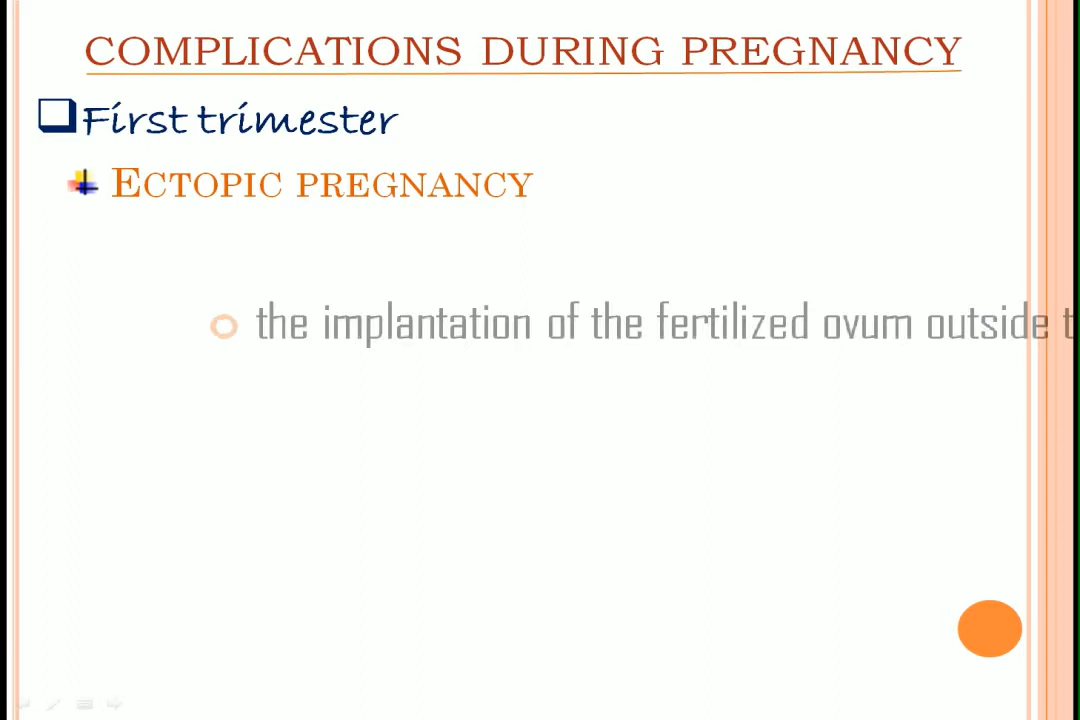 COMPLICATIONS DURING PREGNANCY
First trimester
ECTOPIC PREGNANCY
the implantation of the fertilized ovum outside t